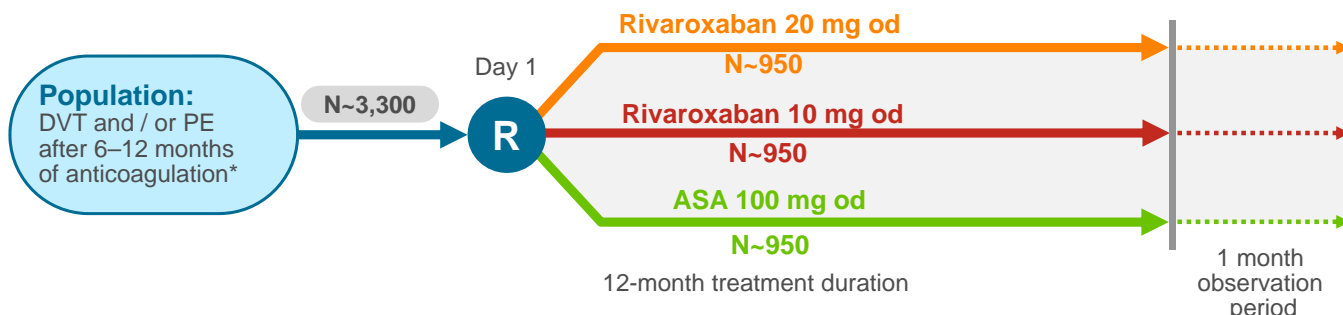 Population:
DVT and / or PE
after 6–12 months
of anticoagulation*
N~3,300
Day 1
R
Rivaroxaban 20 mg od
N~950
Rivaroxaban 10 mg od
N~950
ASA 100 mg od
N~950
12-month treatment duration
1 month
observation
period